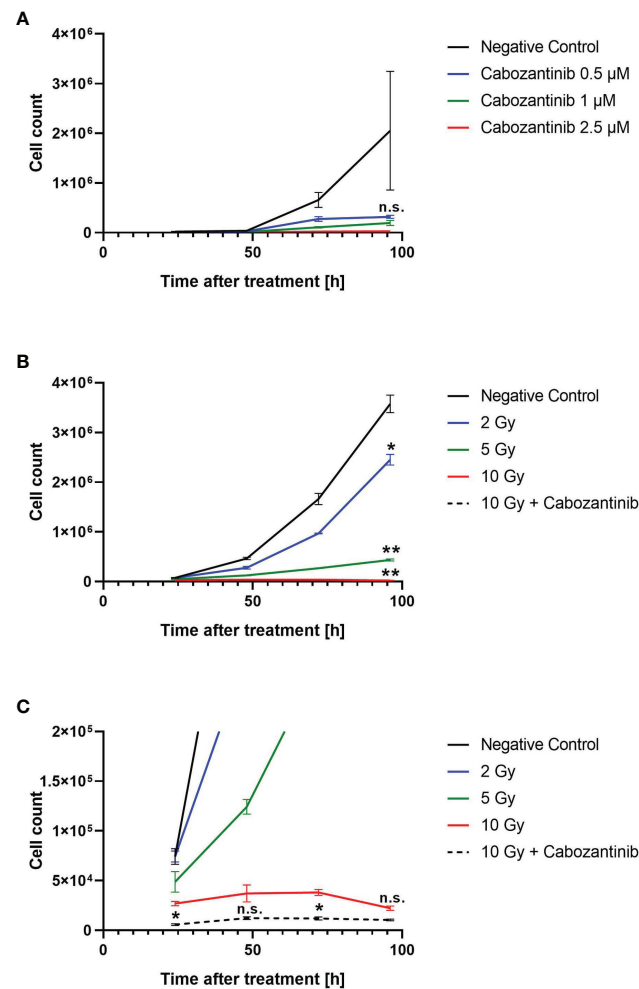 A
4×10⁶
3×10⁶
2×10⁶
1×10⁶
0
Cell count
n.s.
0
50
100
Time after treatment [h]
Negative Control
Cabozantinib 0.5 µM
Cabozantinib 1 µM
Cabozantinib 2.5 µM
B
4×10⁶
3×10⁶
2×10⁶
1×10⁶
0
Cell count
*
**
**
0
50
100
Time after treatment [h]
Negative Control
2 Gy
5 Gy
10 Gy
10 Gy + Cabozantinib
C
2×10⁵
1.5×10⁵
1×10⁵
5×10⁴
0
Cell count
*
n.s.
*
n.s.
0
50
100
Time after treatment [h]
Negative Control
2 Gy
5 Gy
10 Gy
10 Gy + Cabozantinib